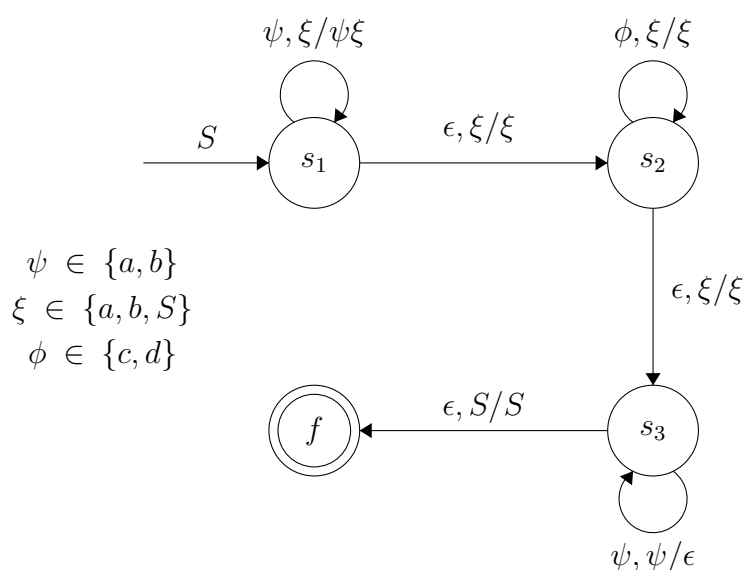 ψ, ξ/ψξ
ϕ, ξ/ξ
S
s₁
ϵ, ξ/ξ
s₂
ψ ∈ {a, b}
ξ ∈ {a, b, S}
ϕ ∈ {c, d}
ϵ, ξ/ξ
f
ϵ, S/S
s₃
ψ, ψ/ϵ